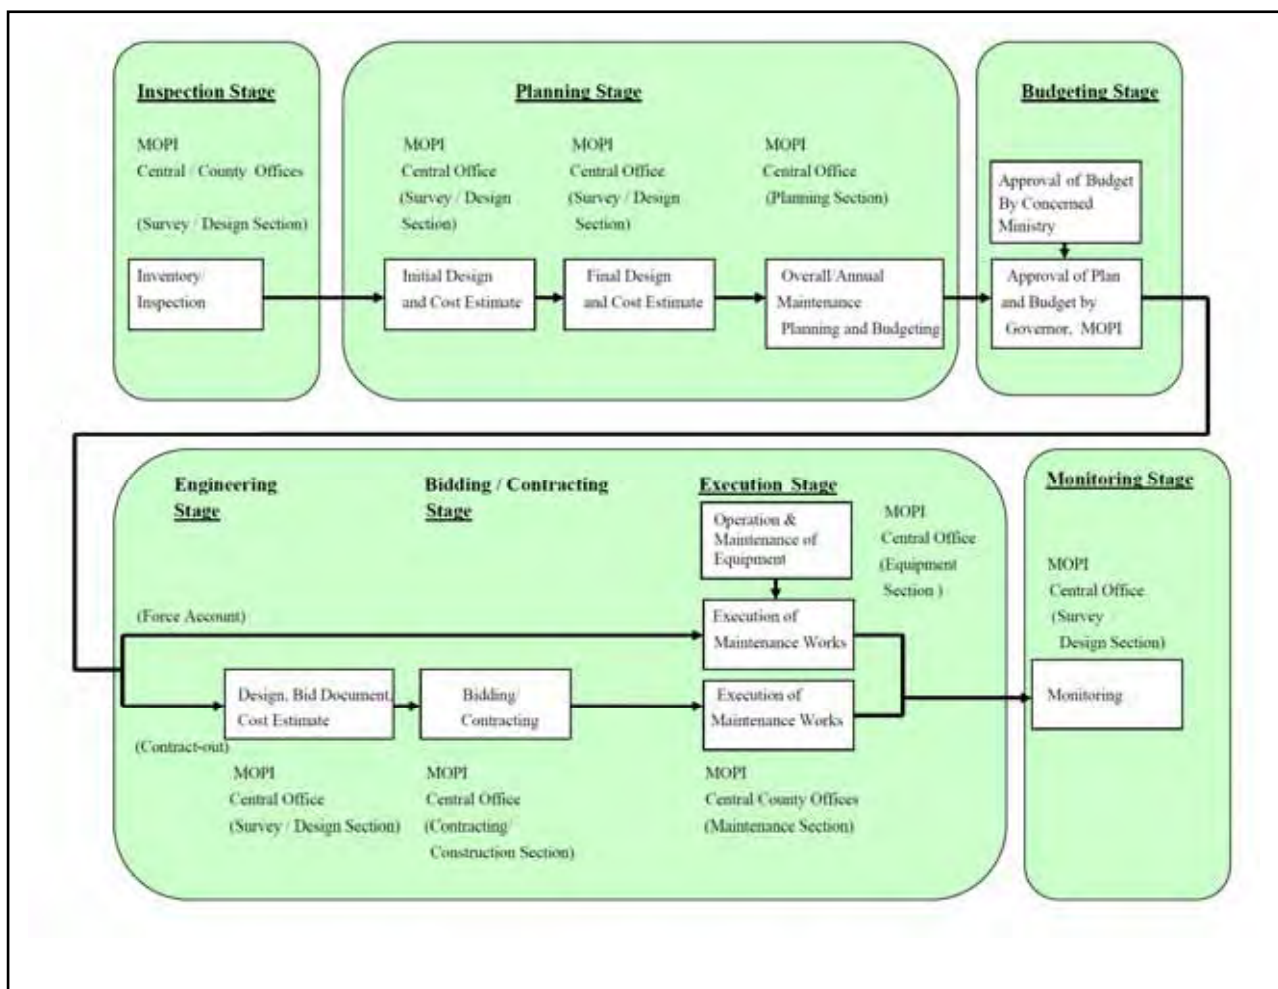 Inspection Stage
MOPI
Central / County Offices
(Survey / Design Section)
Inventory/
Inspection
Planning Stage
MOPI
Central Office
(Survey / Design
Section)
Initial Design
and Cost Estimate
MOPI
Central Office
(Survey / Design
Section)
Final Design
and Cost Estimate
MOPI
Central Office
(Planning Section)
Overall/Annual
Maintenance
Planning and Budgeting
Budgeting Stage
Approval of Budget
By Concerned
Ministry
Approval of Plan
and Budget by
Governor, MOPI
Engineering
Stage
(Force Account)
Design, Bid Document,
Cost Estimate
(Contract-out)
MOPI
Central Office
(Survey / Design Section)
Bidding / Contracting
Stage
Bidding
Contracting
MOPI
Central Office
(Contracting/
Construction Section)
Execution Stage
Operation &
Maintenance of
Equipment
MOPI
Central Office
(Equipment
Section )
Execution of
Maintenance Works
Execution of
Maintenance Works
MOPI
Central County Offices
(Maintenance Section)
Monitoring Stage
MOPI
Central Office
(Survey
Design Section)
Monitoring